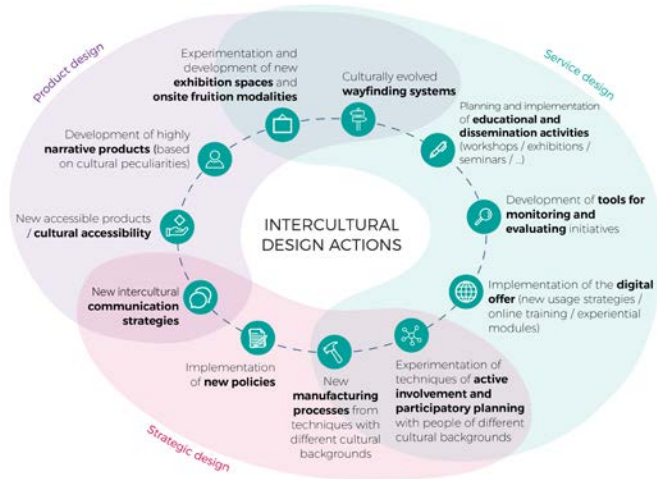 Product design
Service design
Strategic design
INTERCULTURAL
DESIGN ACTIONS
Experimentation and
development of new
exhibition spaces and
onsite fruition modalities
Culturally evolved
wayfinding systems
Planning and implementation
of educational and
dissemination activities
(workshops / exhibitions /
seminars / ...)
Development of tools for
monitoring and
evaluating initiatives
Implementation of the digital
offer (new usage strategies /
online training / experiential
modules)
Experimentation of
techniques of active
involvement and
participatory planning
with people of different
cultural backgrounds
New
manufacturing
processes from
techniques with
different cultural
backgrounds
Implementation
of new policies
New intercultural
communication
strategies
New accessible products
/ cultural accessibility
Development of highly
narrative products (based
on cultural peculiarities)